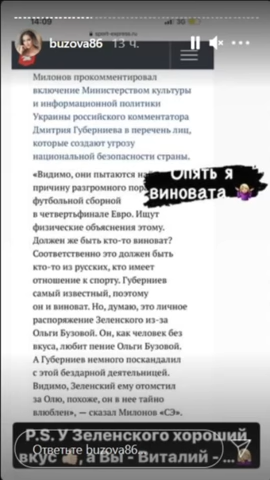 buzova86 13 ч.
14:09
sport-express.ru
Милонов прокомментировал
включение Министерством культуры
и информационной политики
Украины российского комментатора
Дмитрия Губерниева в перечень лиц,
которые создают угрозу
национальной безопасности страны.
«Видимо, они пытаются на
причину разгромного пор
футбольной сборной
в четвертьфинале Евро. Ищут
физические объяснения этому.
Должен же быть кто-то виноват?
Соответственно это должен быть
кто-то из русских, кто имеет
отношение к спорту. Губерниев
самый известный, поэтому
он и виноват. Но, думаю, это личное
распоряжение Зеленского из-за
Ольги Бузовой. Он, как человек без
вкуса, любит пение Ольги Бузовой.
А Губерниев немного поскандалил
с этой бездарной деятельницей.
Видимо, Зеленский ему отомстил
за Олю, похоже, он в нее тайно
влюблен», — сказал Милонов «СЭ».
Опять я
виновата 🤷🏼‍♀️
P.S. У Зеленского хороший
вкус 👍🏼, а Вы - Виталий - ...
Ответьте buzova86...